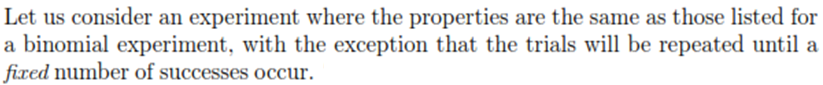 Let us consider an experiment where the properties are the same as those listed for
a binomial experiment, with the exception that the trials will be repeated until a
fixed number of successes occur.